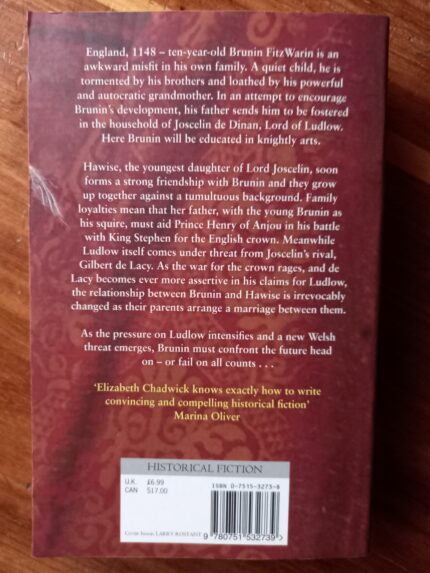 England, 1148 – ten-year-old Brunin FitzWarin is an
awkward misfit in his own family. A quiet child, he is
tormented by his brothers and loathed by his powerful
and autocratic grandmother. In an attempt to encourage
Brunin's development, his father sends him to be fostered
in the household of Joscelin de Dinan, Lord of Ludlow.
Here Brunin will be educated in knightly arts.
Hawise, the youngest daughter of Lord Joscelin, soon
forms a strong friendship with Brunin and they grow
up together against a tumultuous background. Family
loyalties mean that her father, with the young Brunin as
his squire, must aid Prince Henry of Anjou in his battle
with King Stephen for the English crown. Meanwhile
Ludlow itself comes under threat from Joscelin's rival,
Gilbert de Lacy. As the war for the crown rages, and de
Lacy becomes ever more assertive in his claims for Ludlow,
the relationship between Brunin and Hawise is irrevocably
changed as their parents arrange a marriage between them.
As the pressure on Ludlow intensifies and a new Welsh
threat emerges, Brunin must confront the future head
on – or fail on all counts . . .
'Elizabeth Chadwick knows exactly how to write
convincing and compelling historical fiction'
Marina Oliver
HISTORICAL FICTION
U.K. £6.99
CAN $17.00
ISBN 0-7515-3273-8
Cover Image LARRY ROSTANT
9 780751 532739 >